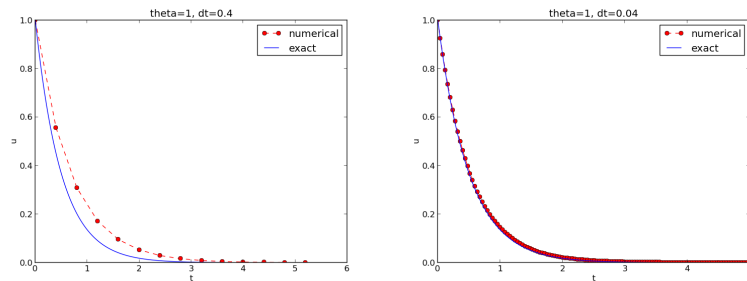 theta=1, dt=0.4
numerical
exact
1.0
0.8
0.6
0.4
0.2
0.0
u
0 1 2 3 4 5 6
t
theta=1, dt=0.04
numerical
exact
1.0
0.8
0.6
0.4
0.2
0.0
u
0 1 2 3 4
t